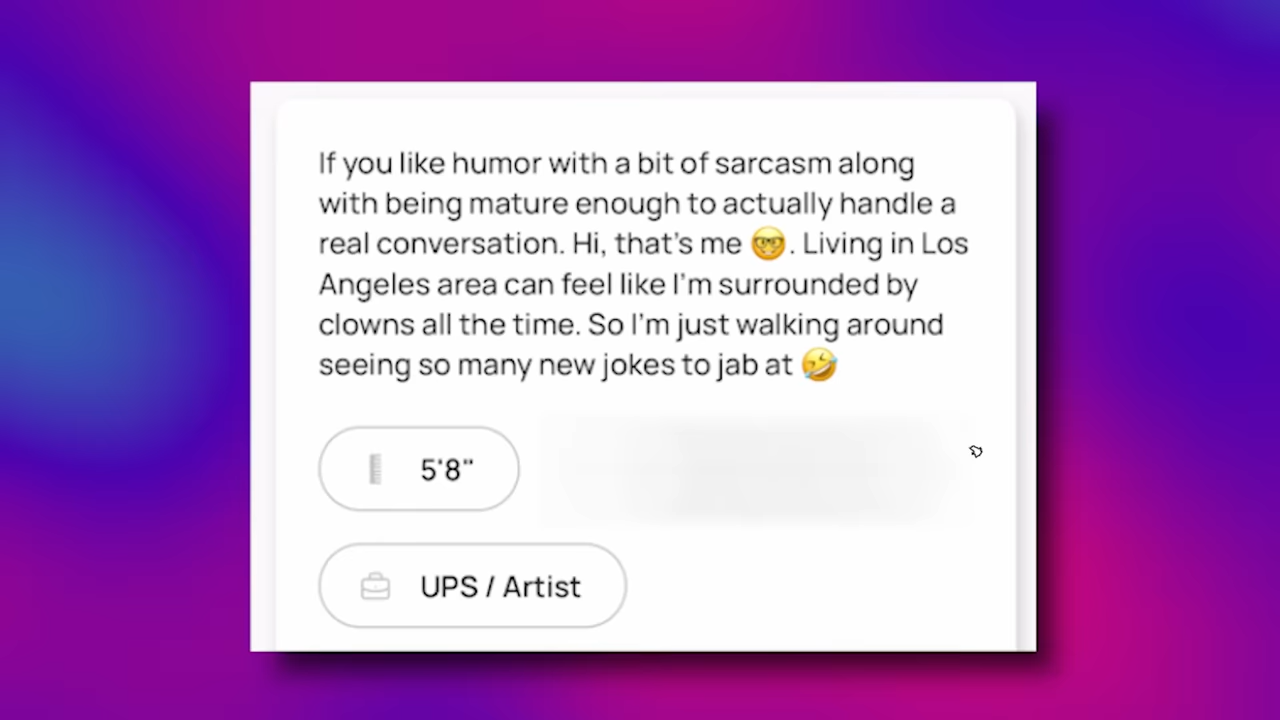 If you like humor with a bit of sarcasm along
with being mature enough to actually handle a
real conversation. Hi, that's me 🤓. Living in Los
Angeles area can feel like I'm surrounded by
clowns all the time. So I'm just walking around
seeing so many new jokes to jab at 🤣
5'8"
UPS / Artist